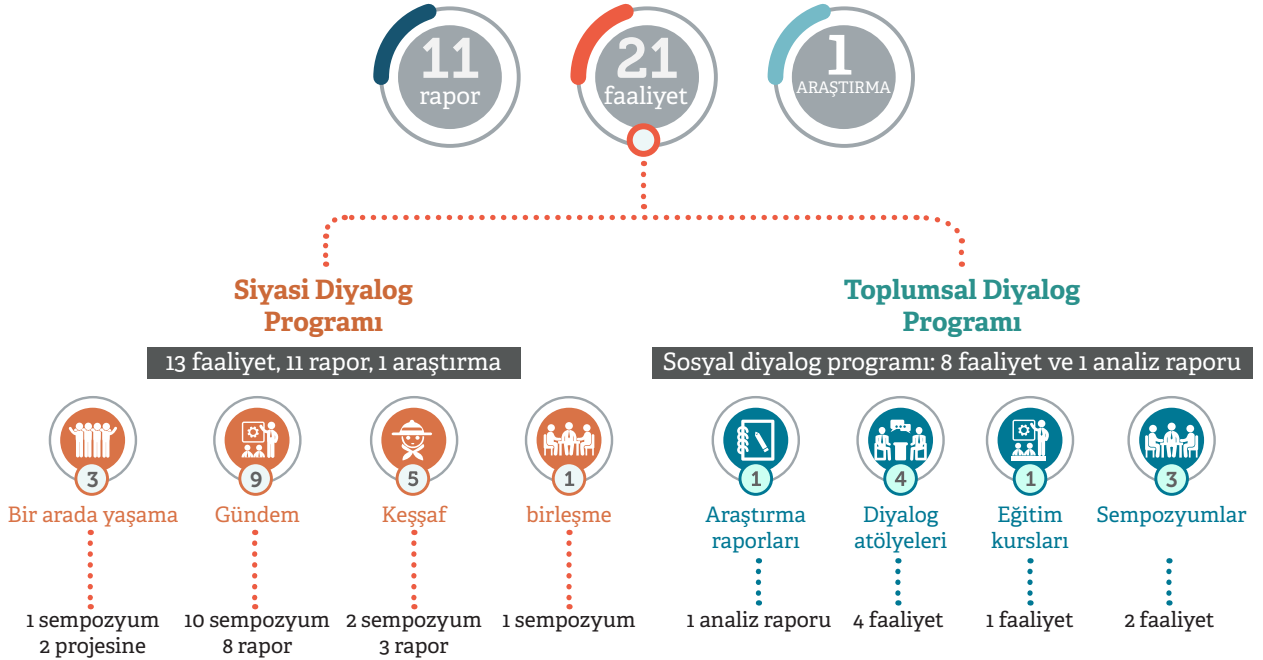 11
rapor
21
faaliyet
1
ARAŞTIRMA
Siyasi Diyalog
Programı
13 faaliyet, 11 rapor, 1 araştırma
3
Bir arada yaşama
1 sempozyum
2 projesine
9
Gündem
10 sempozyum
8 rapor
5
Keşşaf
2 sempozyum
3 rapor
1
birleşme
1 sempozyum
Toplumsal Diyalog
Programı
Sosyal diyalog programı: 8 faaliyet ve 1 analiz raporu
1
Araştırma
raporları
1 analiz raporu
4
Diyalog
atölyeleri
4 faaliyet
1
Eğitim
kursları
1 faaliyet
3
Sempozyumlar
2 faaliyet